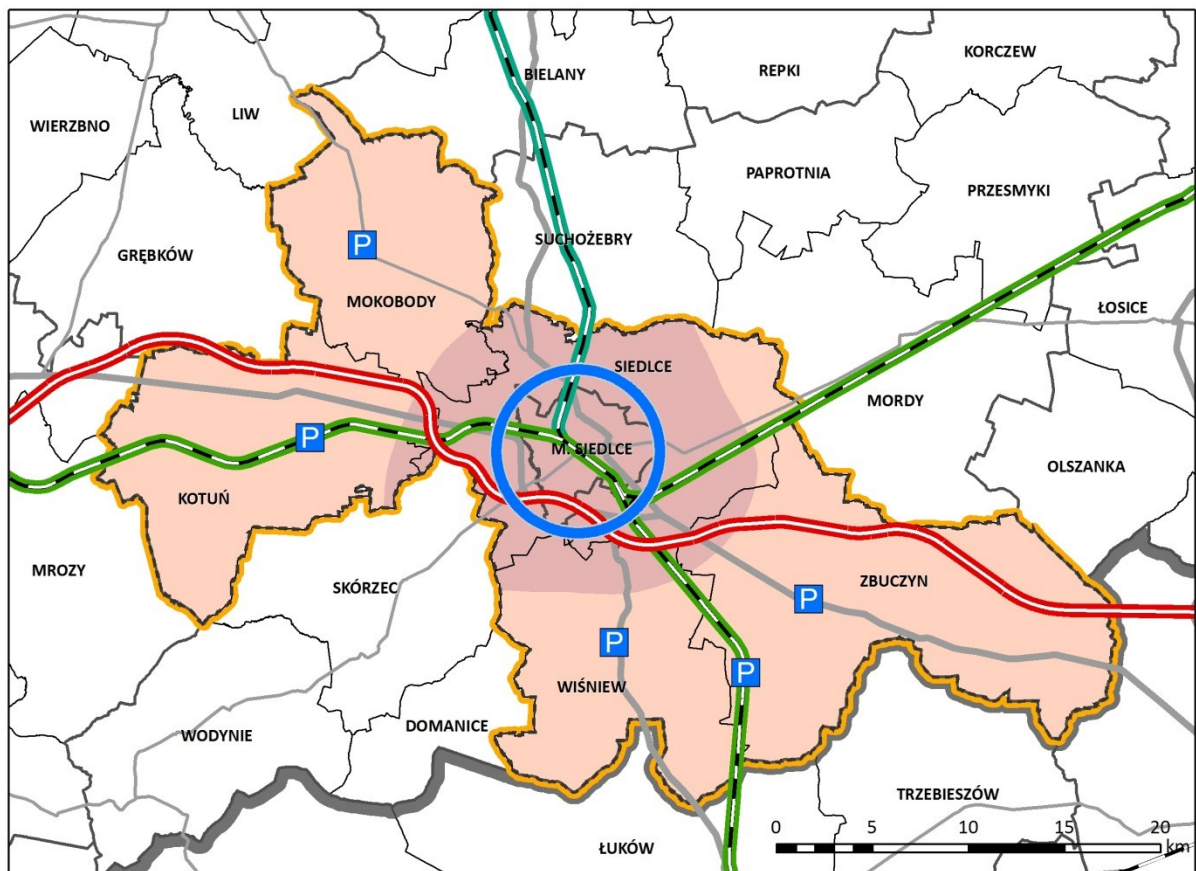 KORCZEW
BIELANY
REPKI
LIW
WIERZBNO
PAPROTNIA
PRZESMYKI
SUCHOŻEBRY
P
GRĘBKÓW
MOKOBODY
ŁOSICE
SIEDLCE
MORDY
P
M. SIEDLCE
OLSZANKA
KOTUŃ
MROZY
SKÓRZEC
ZBUCZYN
P
P
P
WIŚNIEW
DOMANICE
WODYNIE
TRZEBIESZÓW
0 5 10 15 20
km
ŁUKÓW